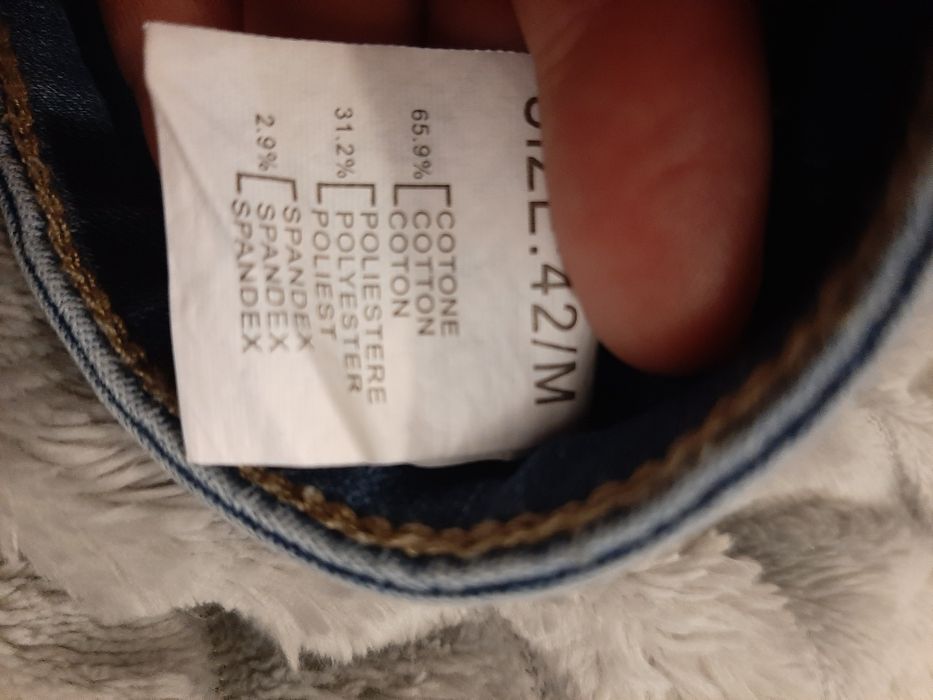 SIZE:42/M
COTONE
65.9% COTTON
COTON
POLIESTERE
31.2% POLYESTER
POLIEST
SPANDEX
2.9% SPANDEX
SPANDEX